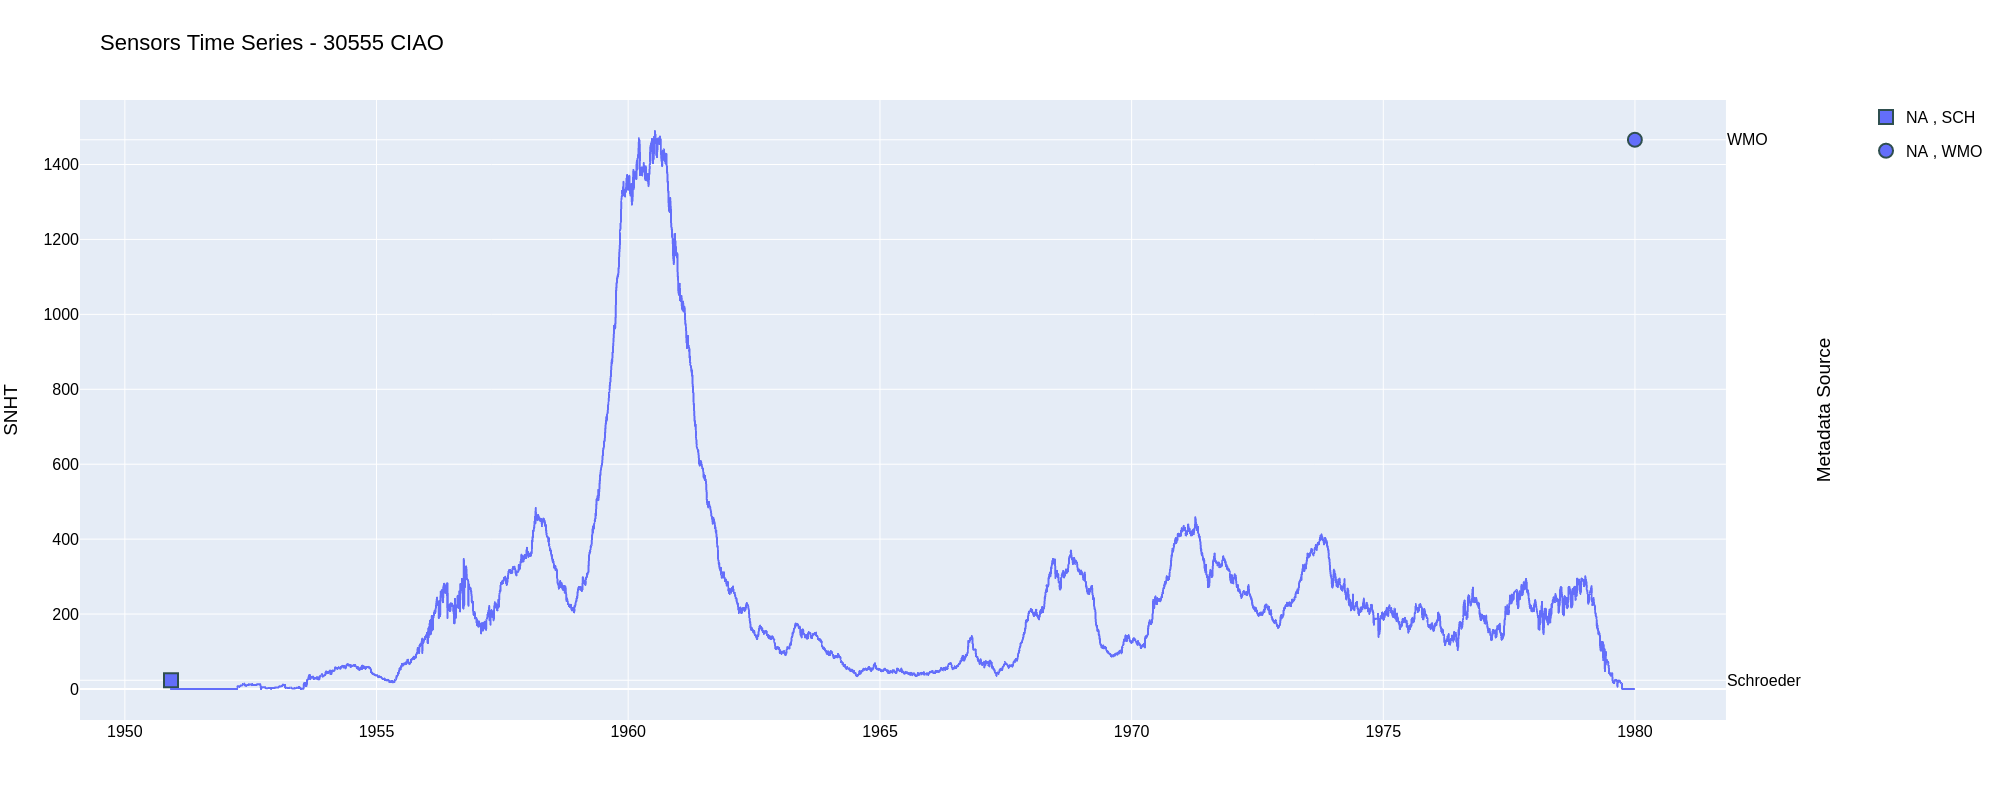 Sensors Time Series - 30555 CIAO
NA , SCH
NA , WMO
WMO
Schroeder
Metadata Source
SNHT
1400
1200
1000
800
600
400
200
0
1950 1955 1960 1965 1970 1975 1980